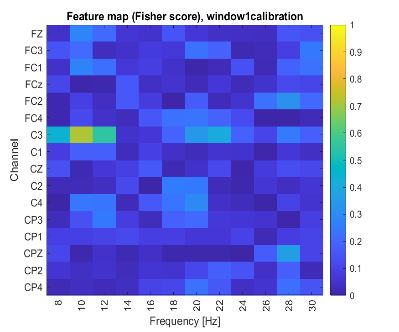 Feature map (Fisher score), window1calibration
FZ
FC3
FC1
FCz
FC2
FC4
C3
C1
CZ
C2
C4
CP3
CP1
CPZ
CP2
CP4
Channel
8 10 12 14 16 18 20 22 24 26 28 30
Frequency [Hz]
1
0.9
0.8
0.7
0.6
0.5
0.4
0.3
0.2
0.1
0